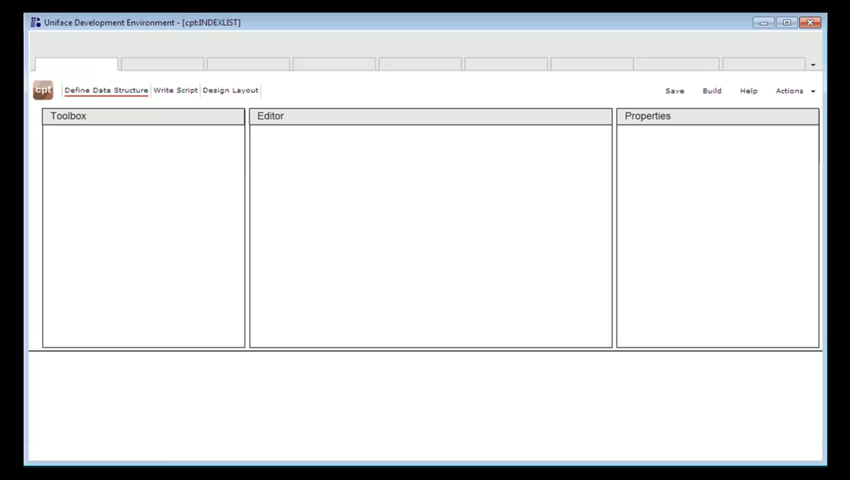 Uniface Development Environment - [cpt:INDEXLIST]
cpt Define Data Structure Write Script Design Layout Save Build Help Actions
Toolbox Editor Properties